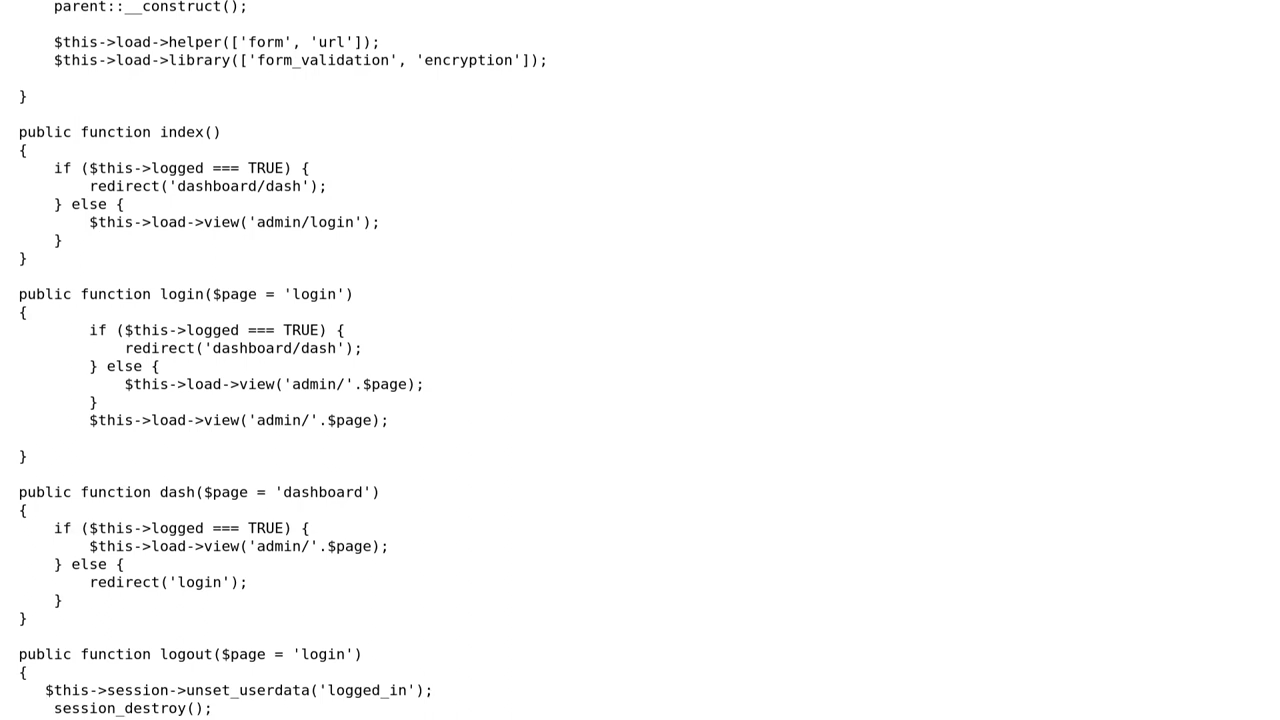 parent::__construct();

    $this->load->helper(['form', 'url']);
    $this->load->library(['form_validation', 'encryption']);

}

public function index()
{
    if ($this->logged === TRUE) {
        redirect('dashboard/dash');
    } else {
        $this->load->view('admin/login');
    }
}

public function login($page = 'login')
{
        if ($this->logged === TRUE) {
            redirect('dashboard/dash');
        } else {
            $this->load->view('admin/'.$page);
        }
        $this->load->view('admin/'.$page);

}

public function dash($page = 'dashboard')
{
    if ($this->logged === TRUE) {
        $this->load->view('admin/'.$page);
    } else {
        redirect('login');
    }
}

public function logout($page = 'login')
{
   $this->session->unset_userdata('logged_in');
    session_destroy();